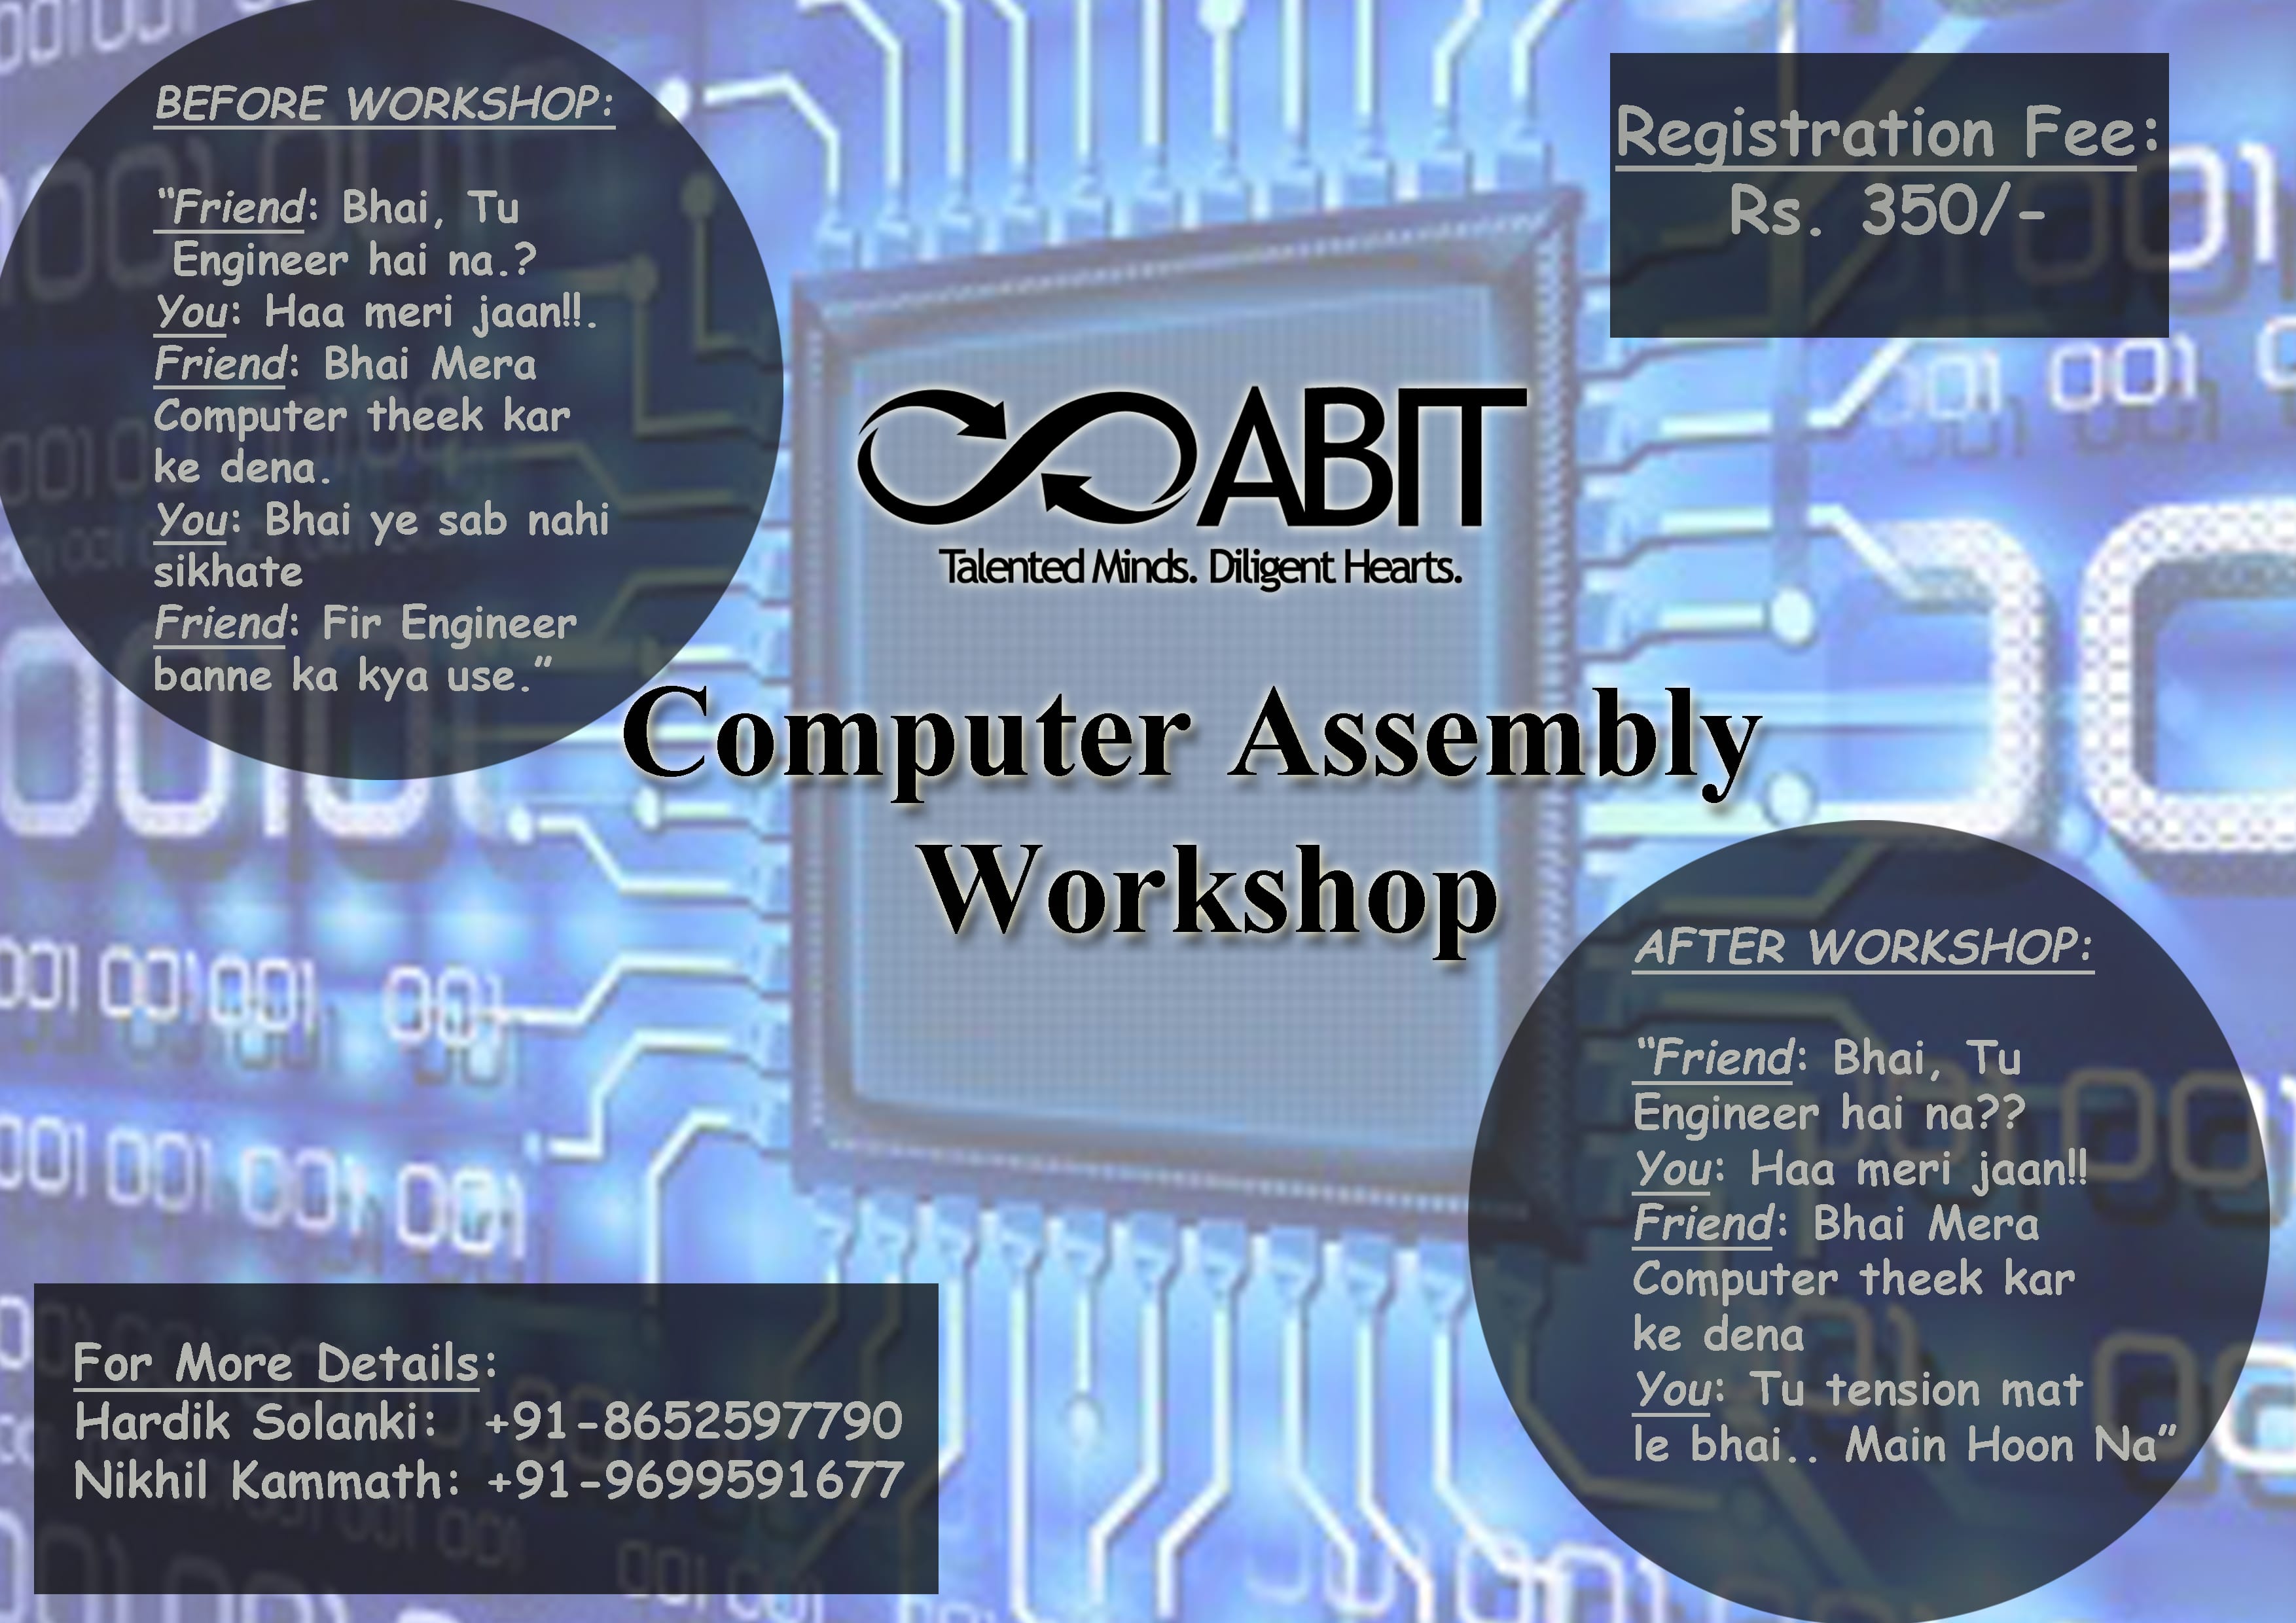 BEFORE WORKSHOP:
“Friend: Bhai, Tu
Engineer hai na.?
You: Haa meri jaan!!.
Friend: Bhai Mera
Computer theek kar
ke dena.
You: Bhai ye sab nahi
sikhate
Friend: Fir Engineer
banne ka kya use.”
Registration Fee:
Rs. 350/-
ABIT
Talented Minds. Diligent Hearts.
Computer Assembly
Workshop
AFTER WORKSHOP:
“Friend: Bhai, Tu
Engineer hai na??
You: Haa meri jaan!!
Friend: Bhai Mera
Computer theek kar
ke dena
You: Tu tension mat
le bhai.. Main Hoon Na”
For More Details:
Hardik Solanki: +91-8652597790
Nikhil Kammath: +91-9699591677